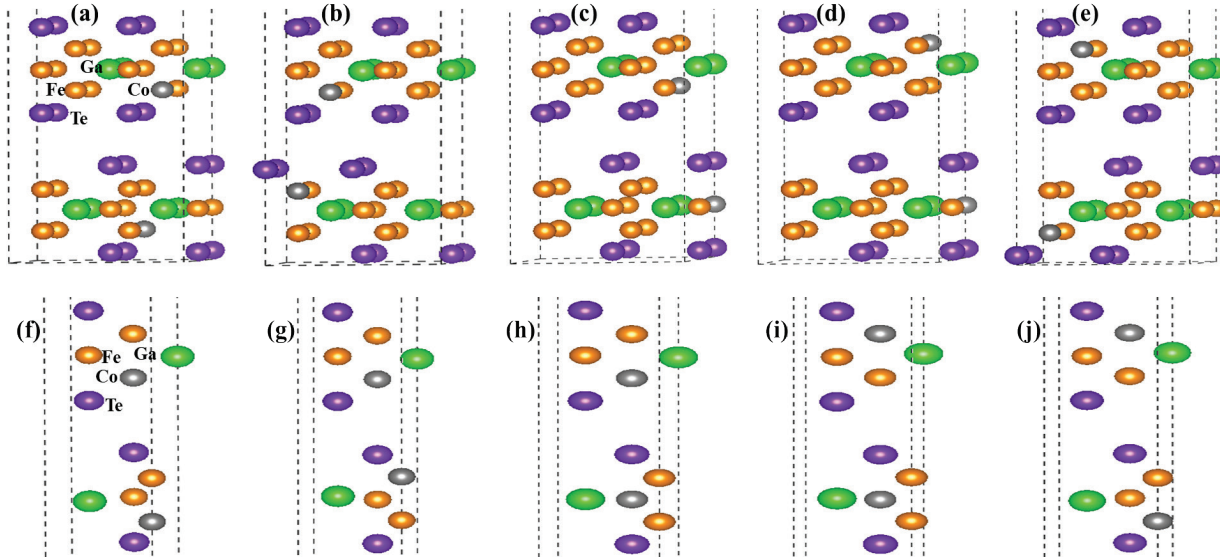 (a) (b) (c) (d) (e)
Ga
Fe Co
Te
(f) (g) (h) (i) (j)
Fe Ga
Co
Te